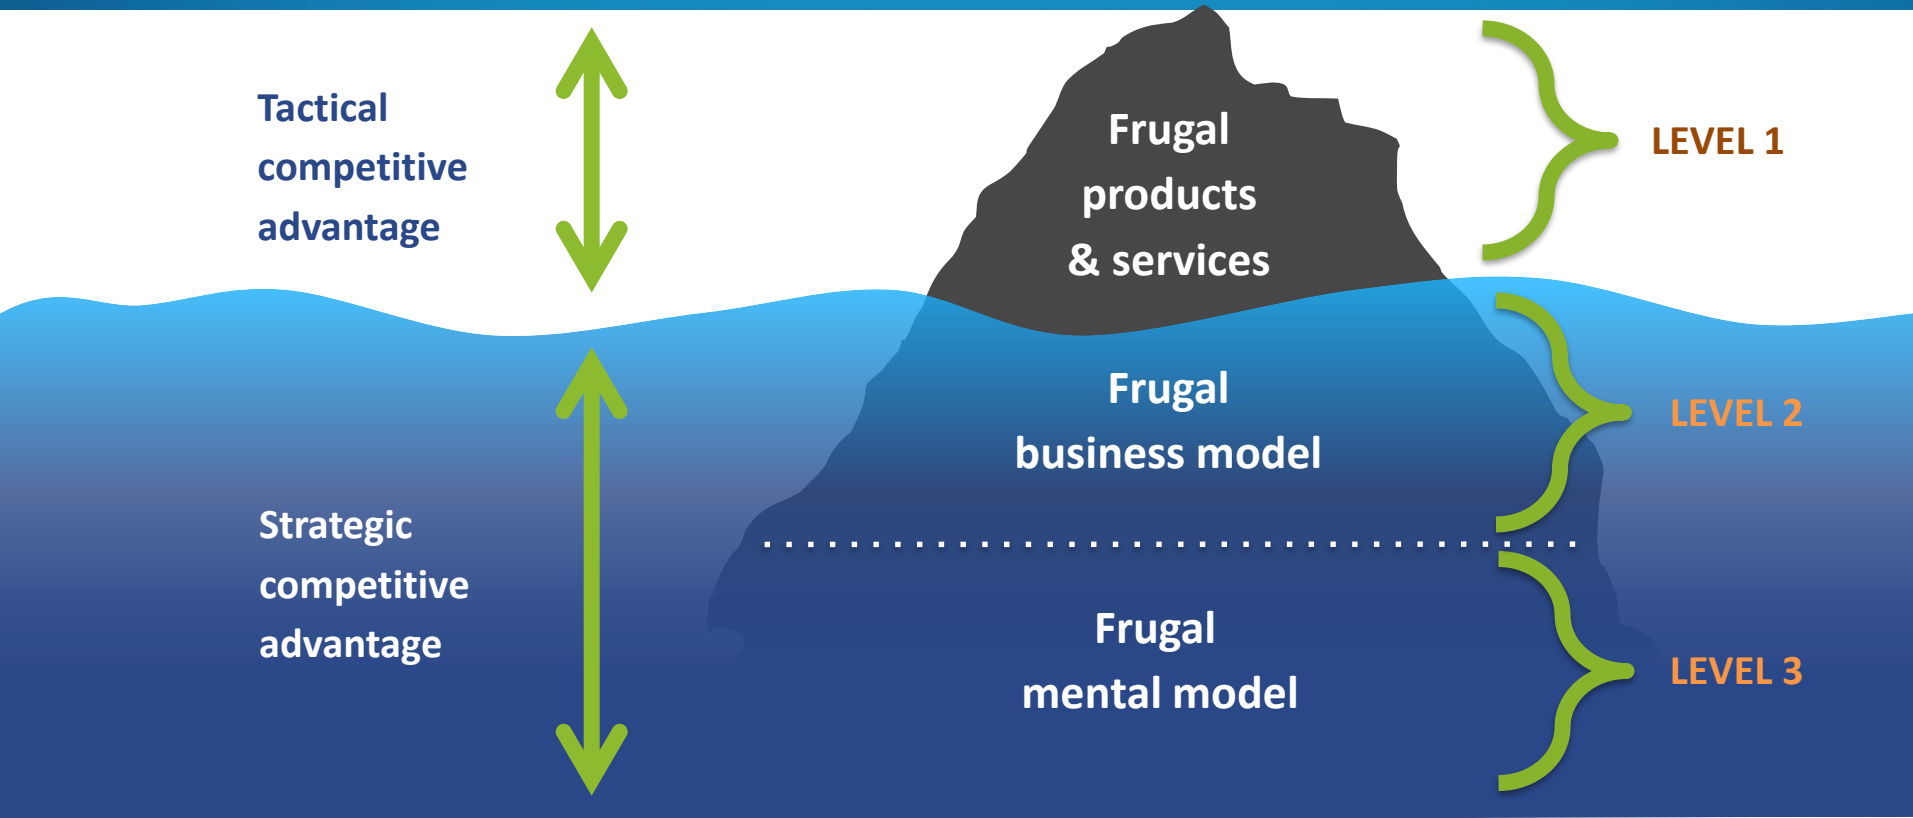 Tactical
competitive
advantage
Frugal
products
& services
LEVEL 1
Frugal
business model
LEVEL 2
Strategic
competitive
advantage
Frugal
mental model
LEVEL 3